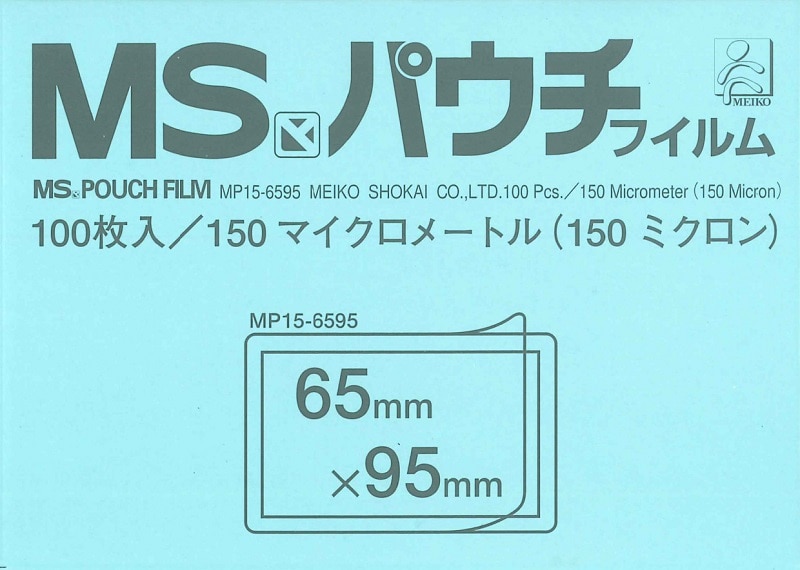 MSパウチフィルム
MEIKO
MS POUCH FILM MP15-6595 MEIKO SHOKAI CO.,LTD.100 Pcs.／150 Micrometer (150 Micron)
100枚入／150 マイクロメートル (150 ミクロン)
MP15-6595
65mm
×95mm